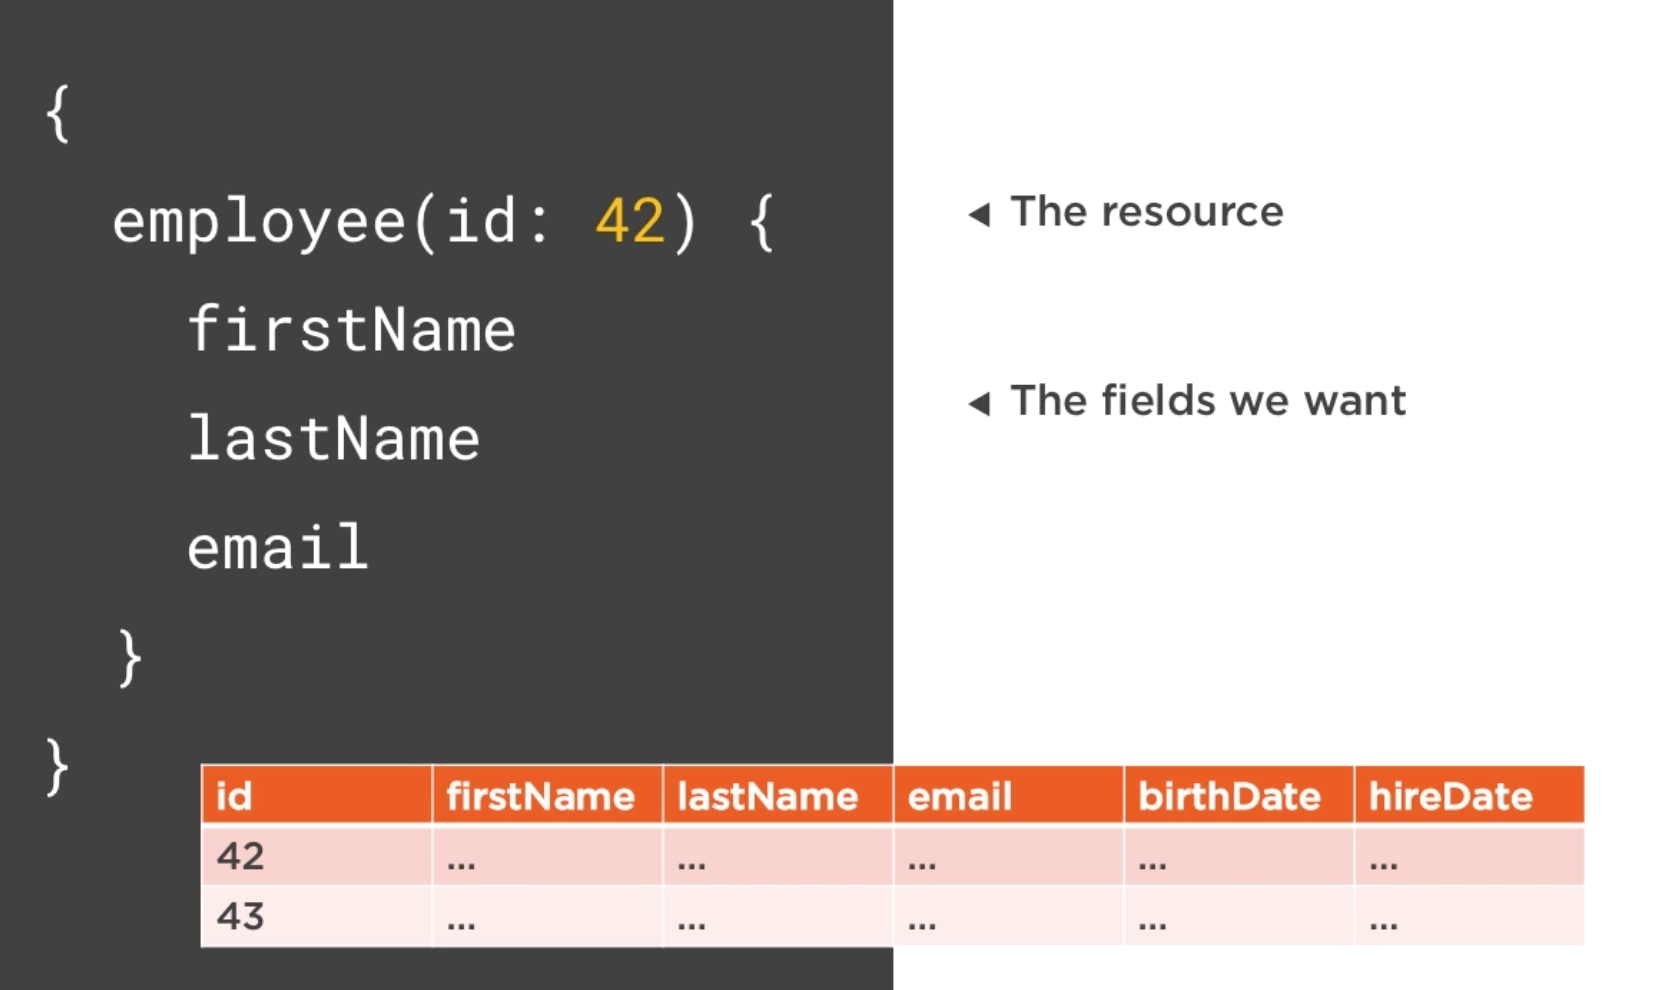 {
employee(id: 42) {
firstName
lastName
email
}
}
◄ The resource
◄ The fields we want
id firstName lastName email birthDate hireDate
42 ... ... ... ... ...
43 ... ... ... ... ...